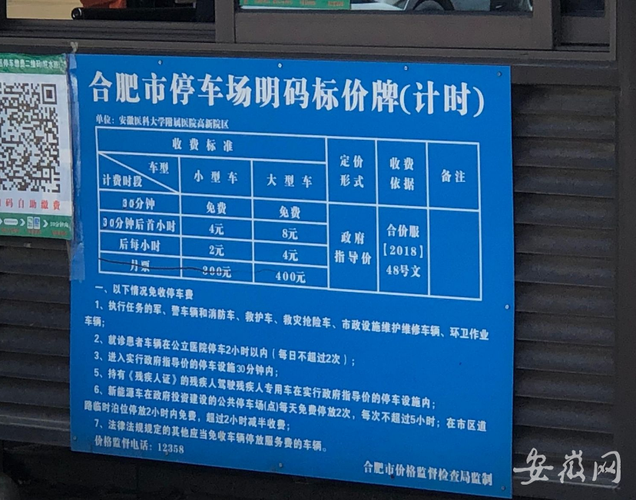 合肥市停车场明码标价牌(计时)
单位: 安徽医科大学附属医院高新院区
收费标准 定价形式 收费依据 备注
车型 计费时段 小型车 大型车
30分钟 免费 免费
30分钟后首小时 4元 8元
后每小时 2元 4元
月票 300元 400元
政府指导价 合价服【2018】48号文
一、以下情况免收停车费
1、执行任务的军、警车辆和消防车、救护车、救灾抢险车、市政设施维护维修车辆、环卫作业
车辆;
2、就诊患者车辆在公立医院停车2小时以内(每日不超过2次);
3、进入实行政府指导价的停车设施30分钟内;
5、持有《残疾人证》的残疾人驾驶残疾人专用车在实行政府指导价的停车设施内;
6、新能源车在政府投资建设的公共停车场(点)每天免费停放2次,每次不超过5小时;在市区道
路临时泊位停放2小时内免费,超过2小时减半收费;
7、法律法规规定的其他应当免收车辆停放服务费的车辆。
价格监督电话: 12358
合肥市价格监督检查局监制
码自助缴费
安徽网